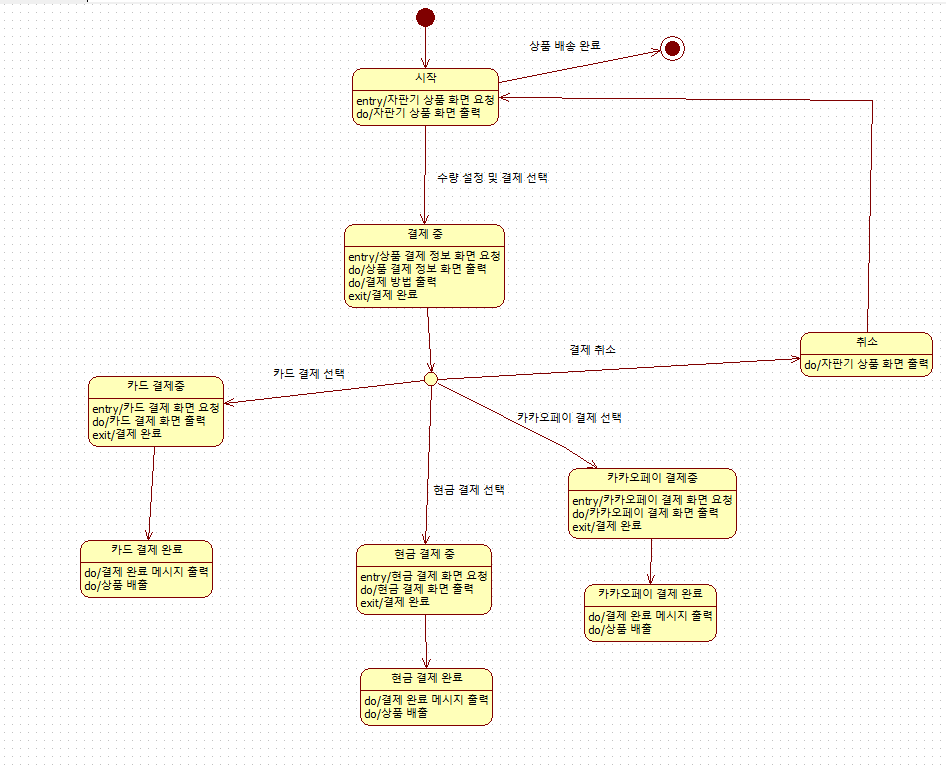 상품 배송 완료
시작
entry/자판기 상품 화면 요청
do/자판기 상품 화면 출력
수량 설정 및 결제 선택
결제 중
entry/상품 결제 정보 화면 요청
do/상품 결제 정보 화면 출력
do/결제 방법 출력
exit/결제 완료
결제 취소
취소
do/자판기 상품 화면 출력
카드 결제 선택
카드 결제중
entry/카드 결제 화면 요청
do/카드 결제 화면 출력
exit/결제 완료
카카오페이 결제 선택
현금 결제 선택
카카오페이 결제중
entry/카카오페이 결제 화면 요청
do/카카오페이 결제 화면 출력
exit/결제 완료
카드 결제 완료
do/결제 완료 메시지 출력
do/상품 배출
현금 결제 중
entry/현금 결제 화면 요청
do/현금 결제 화면 출력
exit/결제 완료
카카오페이 결제 완료
do/결제 완료 메시지 출력
do/상품 배출
현금 결제 완료
do/결제 완료 메시지 출력
do/상품 배출